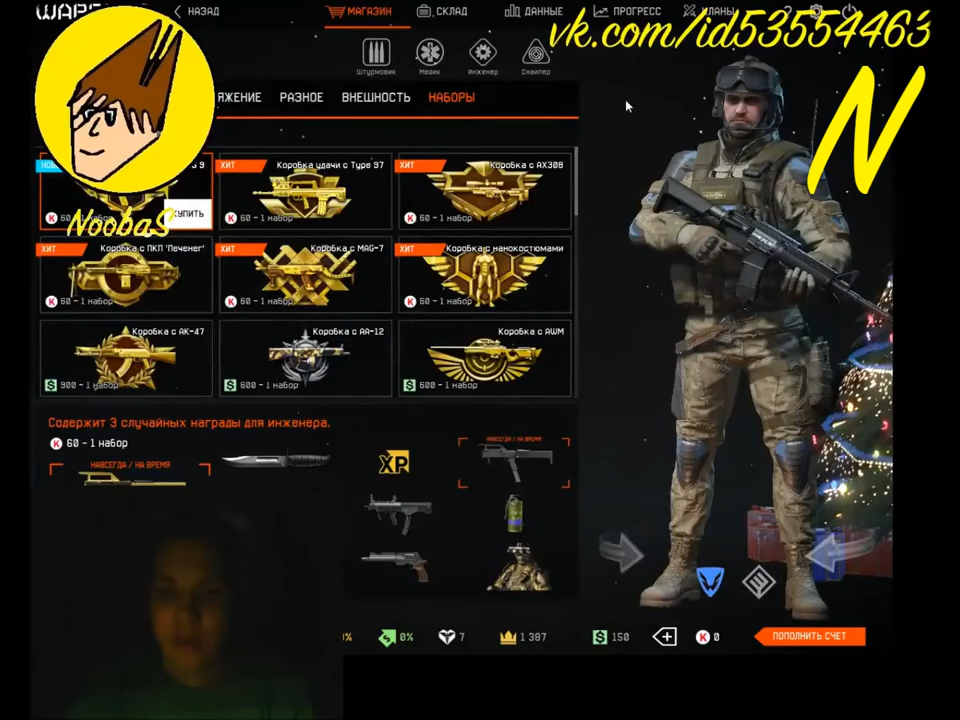 НАЗАД
МАГАЗИН
СКЛАД
ДАННЫЕ
ПРОГРЕСС
КЛАНЫ
?
vk.com/id53554463
N
Штурмовик
Медик
Инженер
Снайпер
РАЗНОЕ
ВНЕШНОСТЬ
НАБОРЫ
ХИТ
Коробка удачи с Type 97
ХИТ
Коробка с AX308
К 60 - 1 набор
КУПИТЬ
К 60 - 1 набор
К 60 - 1 набор
NoobaS
Коробка с ПКП 'Печенег'
ХИТ
Коробка с MAG-7
ХИТ
Коробка с нанокостюмами
К 60 - 1 набор
К 60 - 1 набор
К 60 - 1 набор
Коробка с АК-47
Коробка с AA-12
Коробка с AWM
$ 900 - 1 набор
$ 600 - 1 набор
$ 600 - 1 набор
Содержит 3 случайных награды для инженера.
К 60 - 1 набор
НАВСЕГДА / НА ВРЕМЯ
XP
НАВСЕГДА / НА ВРЕМЯ
0%
7
1 387
$ 150
К 0
ПОПОЛНИТЬ СЧЕТ